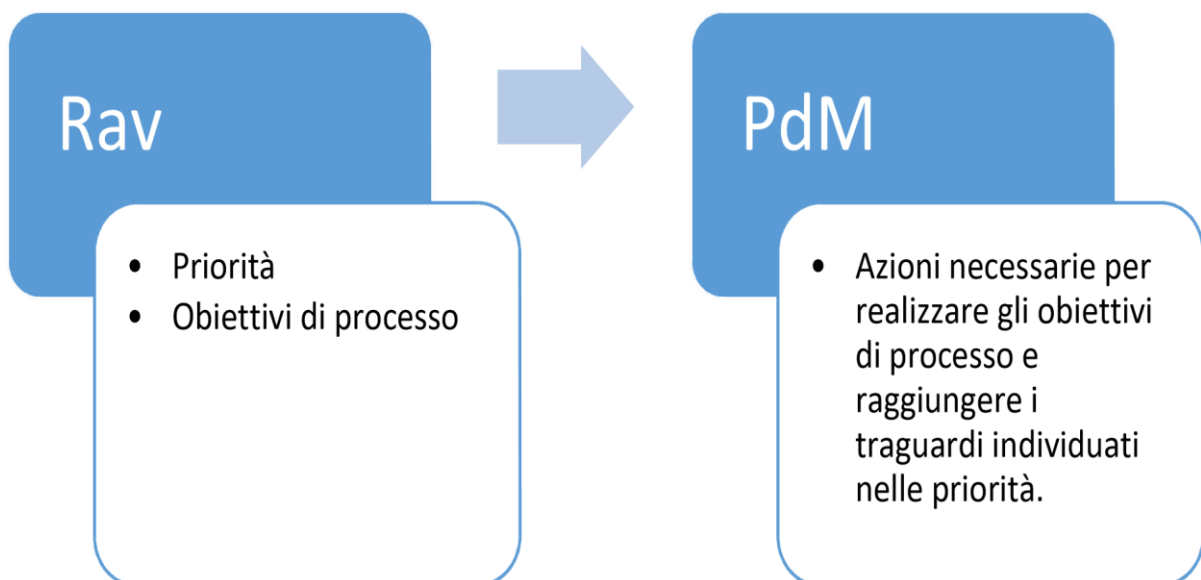 Rav
• Priorità
• Obiettivi di processo
PdM
• Azioni necessarie per
realizzare gli obiettivi
di processo e
raggiungere i
traguardi individuati
nelle priorità.